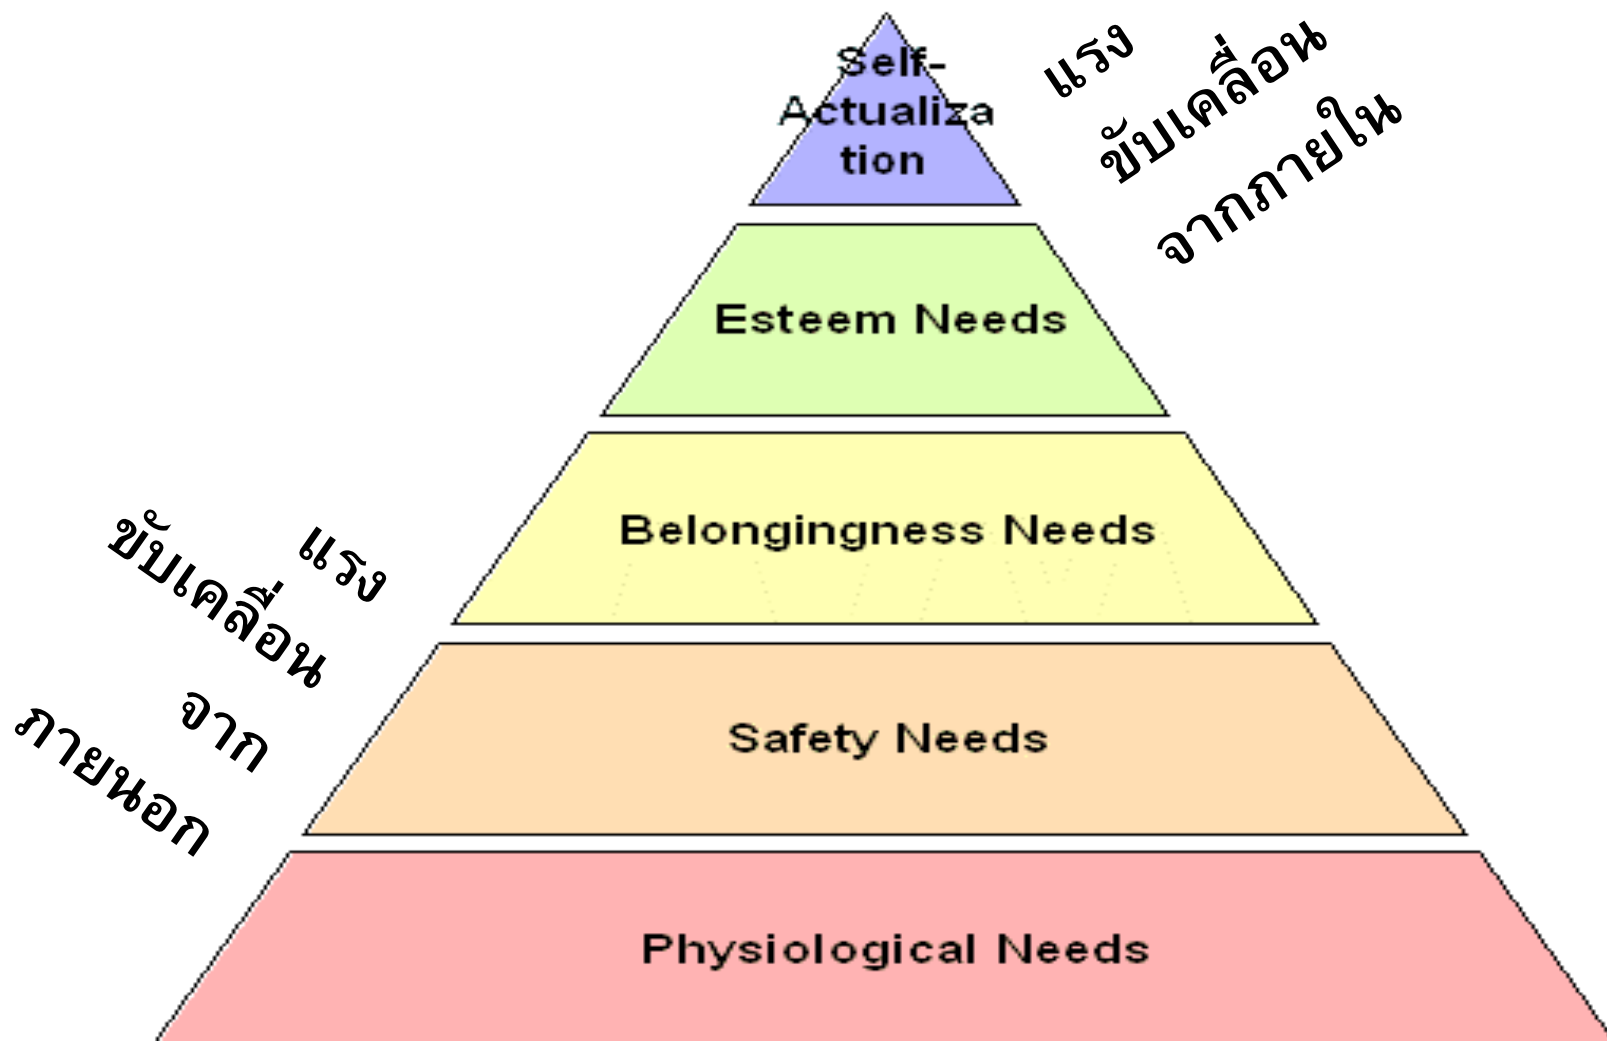 Self-
Actualiza
tion
แรง
ขับเคลื่อน
จากภายใน
Esteem Needs
Belongingness Needs
แรง
ขับเคลื่อน
จาก
ภายนอก
Safety Needs
Physiological Needs